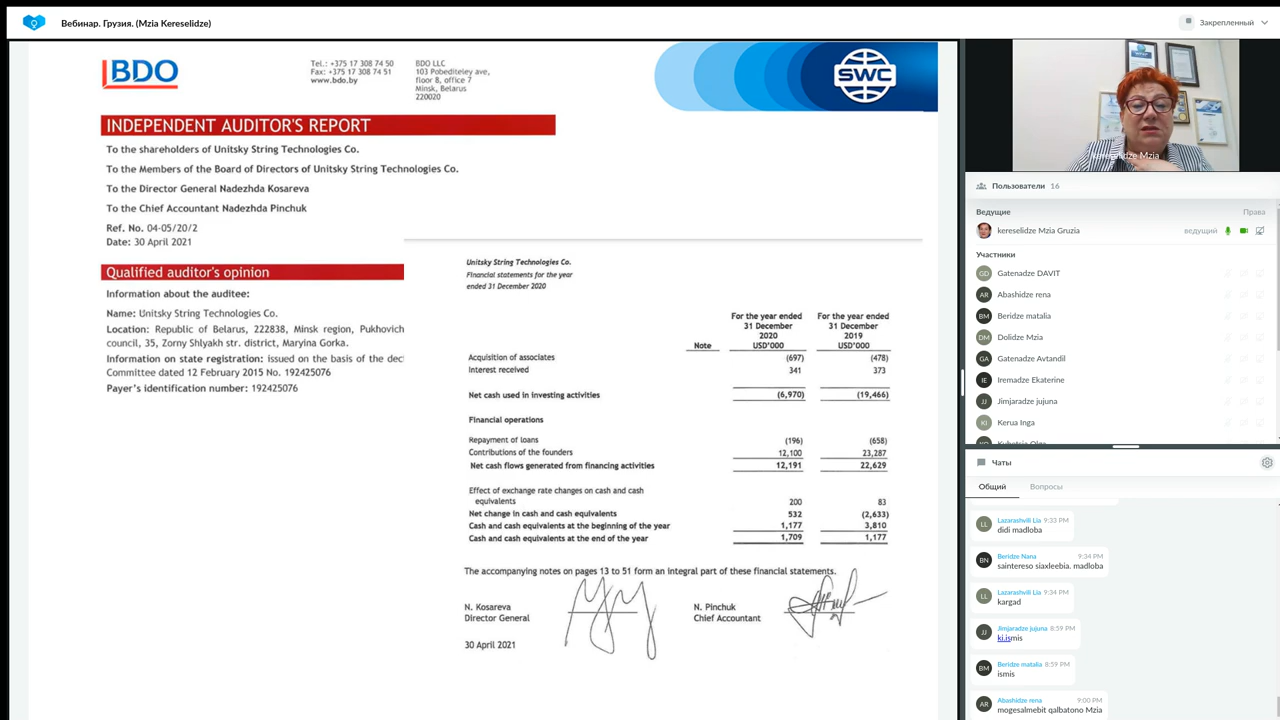 Вебинар. Грузия. (Mzia Kereselidze)
Закрепленный
BDO
Tel.: +375 17 308 74 50
Fax: +375 17 308 74 51
www.bdo.by
BDO LLC
103 Pobediteley ave,
floor 8, office 7
Minsk, Belarus
220020
SWC
INDEPENDENT AUDITOR'S REPORT
To the shareholders of Unitsky String Technologies Co.
To the Members of the Board of Directors of Unitsky String Technologies Co.
To the Director General Nadezhda Kosareva
To the Chief Accountant Nadezhda Pinchuk
Ref. No. 04-05/20/2
Date: 30 April 2021
Qualified auditor's opinion
Information about the auditee:
Name: Unitsky String Technologies Co.
Location: Republic of Belarus, 222838, Minsk region, Pukhovich
council, 35, Zorny Shlyakh str. district, Maryina Gorka.
Information on state registration: issued on the basis of the dec
Committee dated 12 February 2015 No. 192425076
Payer's identification number: 192425076
Unitsky String Technologies Co.
Financial statements for the year
ended 31 December 2020
Note
For the year ended
31 December
2020
USD'000
For the year ended
31 December
2019
USD'000
Acquisition of associates (697) (478)
Interest received 341 373
Net cash used in investing activities (6,970) (19,466)
Financial operations
Repayment of loans (196) (658)
Contributions of the founders 12,100 23,287
Net cash flows generated from financing activities 12,191 22,629
Effect of exchange rate changes on cash and cash
equivalents 200 83
Net change in cash and cash equivalents 532 (2,633)
Cash and cash equivalents at the beginning of the year 1,177 3,810
Cash and cash equivalents at the end of the year 1,709 1,177
The accompanying notes on pages 13 to 51 form an integral part of these financial statements.
N. Kosareva
Director General
N. Pinchuk
Chief Accountant
30 April 2021
kereselidze Mzia
Пользователи 16
Ведущие Права
kereselidze Mzia Gruzia ведущий
Участники
GD Gatenadze DAVIT
AR Abashidze rena
BM Beridze matalia
DM Dolidze Mzia
GA Gatenadze Avtandil
IE Iremadze Ekaterine
JJ Jimjaradze jujuna
KI Kerua Inga
Чаты
Общий Вопросы
LL Lazarashvili Lia 9:33 PM
didi madloba
BN Beridze Nana 9:34 PM
saintereso siaxleebia. madloba
LL Lazarashvili Lia 9:34 PM
kargad
JJ Jimjaradze jujuna 8:59 PM
ki.ismis
BM Beridze matalia 8:59 PM
ismis
AR Abashidze rena 9:00 PM
mogesalmebit qalbatono Mzia